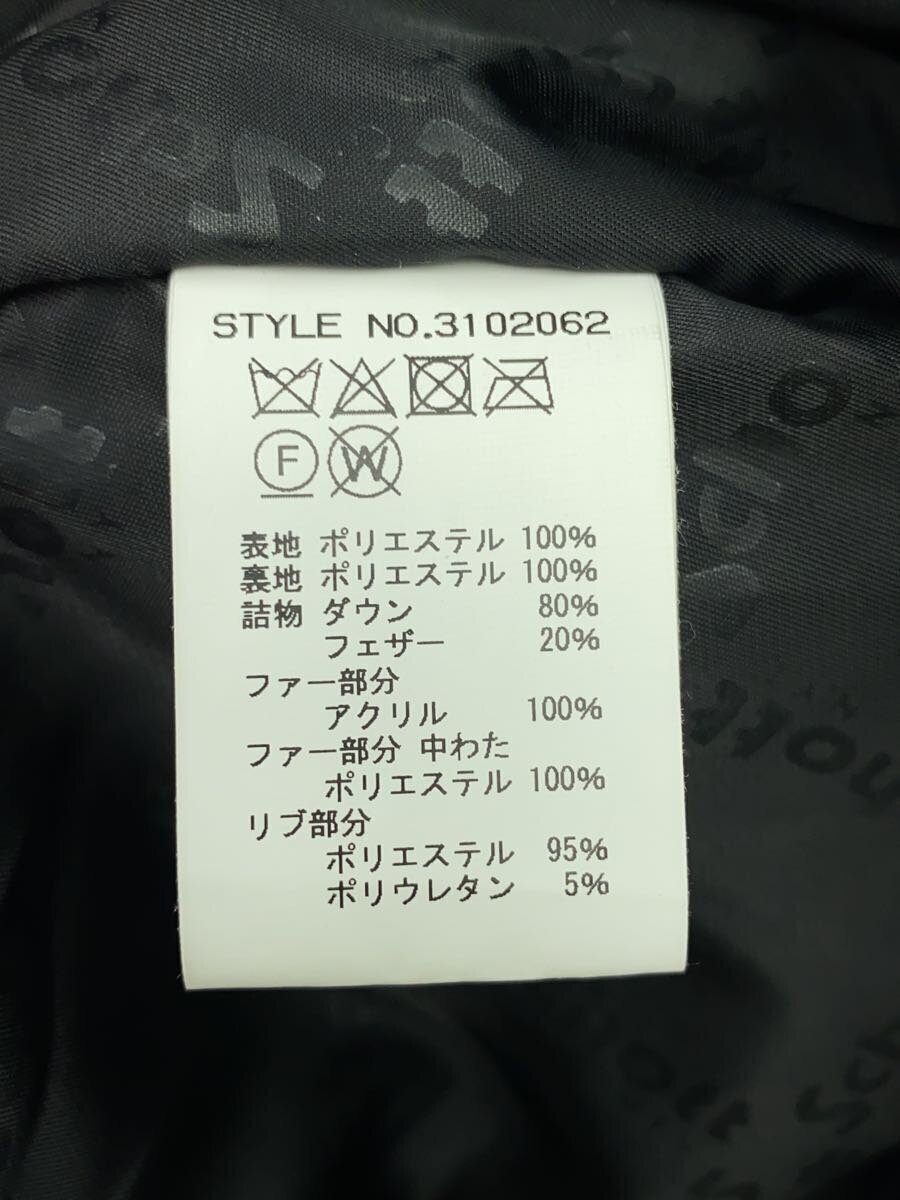 STYLE NO.3102062
F W
表地 ポリエステル 100%
裏地 ポリエステル 100%
詰物 ダウン 80%
フェザー 20%
ファー部分
アクリル 100%
ファー部分 中わた
ポリエステル 100%
リブ部分
ポリエステル 95%
ポリウレタン 5%